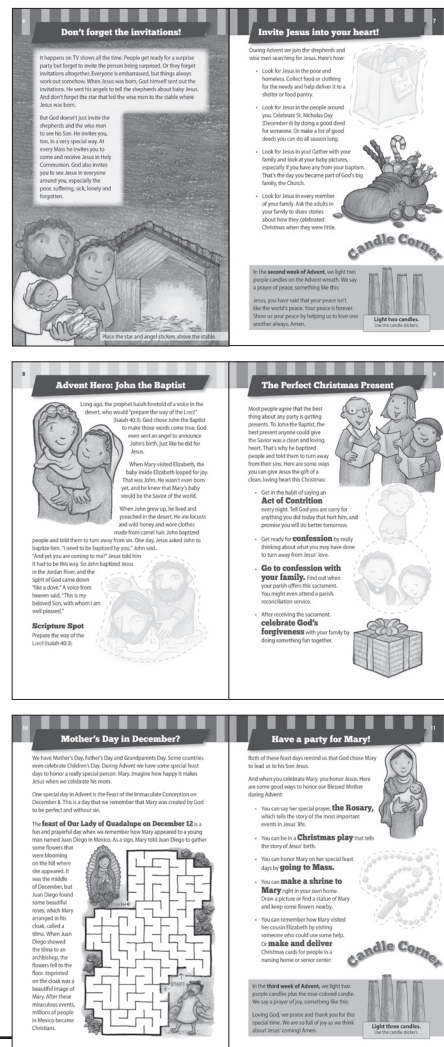 6
Don't forget the invitations!
It happens on TV shows all the time. People get ready for a surprise
party but forget to invite the person being surprised. Or they forget
invitations altogether. Everyone is embarrassed, but things always
work out somehow. When Jesus was born, God himself sent out the
invitations. He sent his angels to tell the shepherds about baby Jesus.
And don't forget the star that led the wise men to the stable where
Jesus was born.
But God doesn't just invite the
shepherds and the wise men
to see his Son. He invites you,
too, in a very special way. At
every Mass he invites you to
come and receive Jesus in Holy
Communion. God also invites
you to see Jesus in everyone
around you, especially the
poor, suffering, sick, lonely and
forgotten.
Place the star and angel stickers above the stable.
7
Invite Jesus into your heart!
During Advent we join the shepherds and
wise men searching for Jesus. Here's how:
• Look for Jesus in the poor and
homeless. Collect food or clothing
for the needy and help deliver it to a
shelter or food pantry.
• Look for Jesus in the people around
you. Celebrate St. Nicholas Day
(December 6) by doing a good deed
for someone. Or make a list of good
deeds you can do all season long.
• Look for Jesus in you! Gather with your
family and look at your baby pictures,
especially if you have any from your baptism.
That's the day you became part of God's big
family, the Church.
• Look for Jesus in every member
of your family. Ask the adults in
your family to share stories
about how they celebrated
Christmas when they were little.
Candle Corner
In the second week of Advent, we light two
purple candles on the Advent wreath. We say
a prayer of peace, something like this:
Jesus, you have said that your peace isn't
like the world's peace. Your peace is forever.
Show us your peace by helping us to love one
another always. Amen.
Light two candles.
Use the candle stickers.
8
Advent Hero: John the Baptist
Long ago, the prophet Isaiah foretold of a voice in the
desert, who would "prepare the way of the Lord"
(Isaiah 40:3). God chose John the Baptist
to make those words come true. God
even sent an angel to announce
John's birth, just like he did for
Jesus.
When Mary visited Elizabeth, the
baby inside Elizabeth leaped for joy.
That was John. He wasn't even born
yet, and he knew that Mary's baby
would be the Savior of the world.
When John grew up, he lived and
preached in the desert. He ate locusts
and wild honey and wore clothes
made from camel hair. John baptized
people and told them to turn away from sin. One day, Jesus asked John to
baptize him. "I need to be baptized by you," John said.
"And yet you are coming to me?" Jesus told him
it had to be this way. So John baptized Jesus
in the Jordan River, and the
Spirit of God came down
"like a dove." A voice from
heaven said, "This is my
beloved Son, with whom I am
well pleased."
Scripture Spot
Prepare the way of the
Lord! (Isaiah 40:3).
9
The Perfect Christmas Present
Most people agree that the best
thing about any party is getting
presents. To John the Baptist, the
best present anyone could give
the Savior was a clean and loving
heart. That's why he baptized
people and told them to turn away
from their sins. Here are some ways
you can give Jesus the gift of a
clean, loving heart this Christmas:
• Get in the habit of saying an
Act of Contrition
every night. Tell God you are sorry for
anything you did today that hurt him, and
promise you will do better tomorrow.
• Get ready for confession by really
thinking about what you may have done
to turn away from Jesus' love.
• Go to confession with
your family. Find out when
your parish offers this sacrament.
You might even attend a parish
reconciliation service.
• After receiving the sacrament,
celebrate God's
forgiveness with your family by
doing something fun together.
10
Mother's Day in December?
We have Mother's Day, Father's Day and Grandparents Day. Some countries
even celebrate Children's Day. During Advent we have some special feast
days to honor a really special person: Mary. Imagine how happy it makes
Jesus when we celebrate his mom.
One special day in Advent is the Feast of the Immaculate Conception on
December 8. This is a day that we remember that Mary was created by God
to be perfect and without sin.
The feast of Our Lady of Guadalupe on December 12 is a
fun and prayerful day when we remember how Mary appeared to a young
man named Juan Diego in Mexico. As a sign, Mary told Juan Diego to gather
some flowers that
were blooming
on the hill where
she appeared. It
was the middle
of December, but
Juan Diego found
some beautiful
roses, which Mary
arranged in his
cloak, called a
tilma. When Juan
Diego showed
the tilma to an
archbishop, the
flowers fell to the
floor. Imprinted
on the cloak was a
beautiful image of
Mary. After these
miraculous events,
millions of people
in Mexico became
Christians.
START
11
Have a party for Mary!
Both of these feast days remind us that God chose Mary
to lead us to his Son Jesus.
And when you celebrate Mary, you honor Jesus. Here
are some good ways to honor our Blessed Mother
during Advent:
• You can say her special prayer, the Rosary,
which tells the story of the most important
events in Jesus' life.
• You can be in a Christmas play that tells
the story of Jesus' birth.
• You can honor Mary on her special feast
days by going to Mass.
• You can make a shrine to
Mary right in your own home.
Draw a picture or find a statue of Mary
and keep some flowers nearby.
• You can remember how Mary visited
her cousin Elizabeth by visiting
someone who could use some help.
Or make and deliver
Christmas cards for people in a
nursing home or senior center.
Candle Corner
In the third week of Advent, we light two
purple candles plus the rose-colored candle.
We say a prayer of joy, something like this:
Loving God, we praise and thank you for this
special time. We are so full of joy as we think
about Jesus' coming! Amen.
Light three candles.
Use the candle stickers.